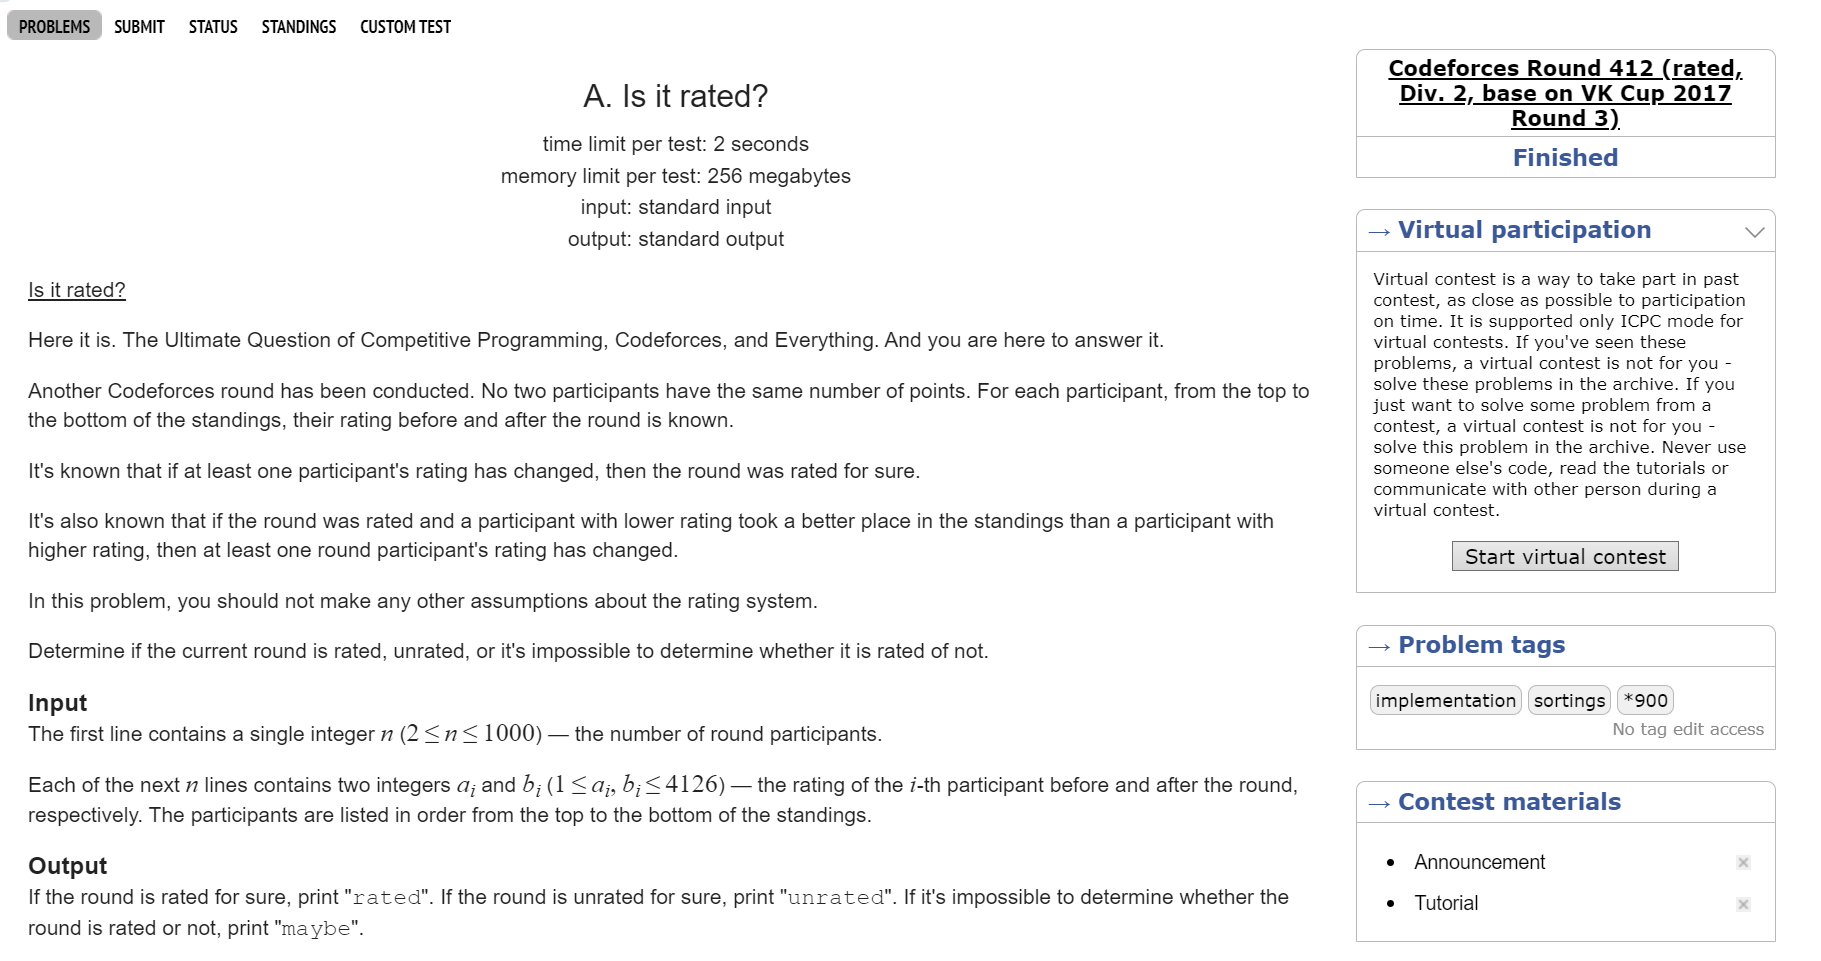 PROBLEMS SUBMIT STATUS STANDINGS CUSTOM TEST
A. Is it rated?
time limit per test: 2 seconds
memory limit per test: 256 megabytes
input: standard input
output: standard output
Is it rated?
Here it is. The Ultimate Question of Competitive Programming, Codeforces, and Everything. And you are here to answer it.
Another Codeforces round has been conducted. No two participants have the same number of points. For each participant, from the top to
the bottom of the standings, their rating before and after the round is known.
It's known that if at least one participant's rating has changed, then the round was rated for sure.
It's also known that if the round was rated and a participant with lower rating took a better place in the standings than a participant with
higher rating, then at least one round participant's rating has changed.
In this problem, you should not make any other assumptions about the rating system.
Determine if the current round is rated, unrated, or it's impossible to determine whether it is rated of not.
Input
The first line contains a single integer n (2 ≤ n ≤ 1000) — the number of round participants.
Each of the next n lines contains two integers aᵢ and bᵢ (1 ≤ aᵢ, bᵢ ≤ 4126) — the rating of the i-th participant before and after the round,
respectively. The participants are listed in order from the top to the bottom of the standings.
Output
If the round is rated for sure, print "rated". If the round is unrated for sure, print "unrated". If it's impossible to determine whether the
round is rated or not, print "maybe".
Codeforces Round 412 (rated,
Div. 2, base on VK Cup 2017
Round 3)
Finished
→ Virtual participation
Virtual contest is a way to take part in past
contest, as close as possible to participation
on time. It is supported only ICPC mode for
virtual contests. If you've seen these
problems, a virtual contest is not for you -
solve these problems in the archive. If you
just want to solve some problem from a
contest, a virtual contest is not for you -
solve this problem in the archive. Never use
someone else's code, read the tutorials or
communicate with other person during a
virtual contest.
Start virtual contest
→ Problem tags
implementation sortings *900
No tag edit access
→ Contest materials
• Announcement
• Tutorial